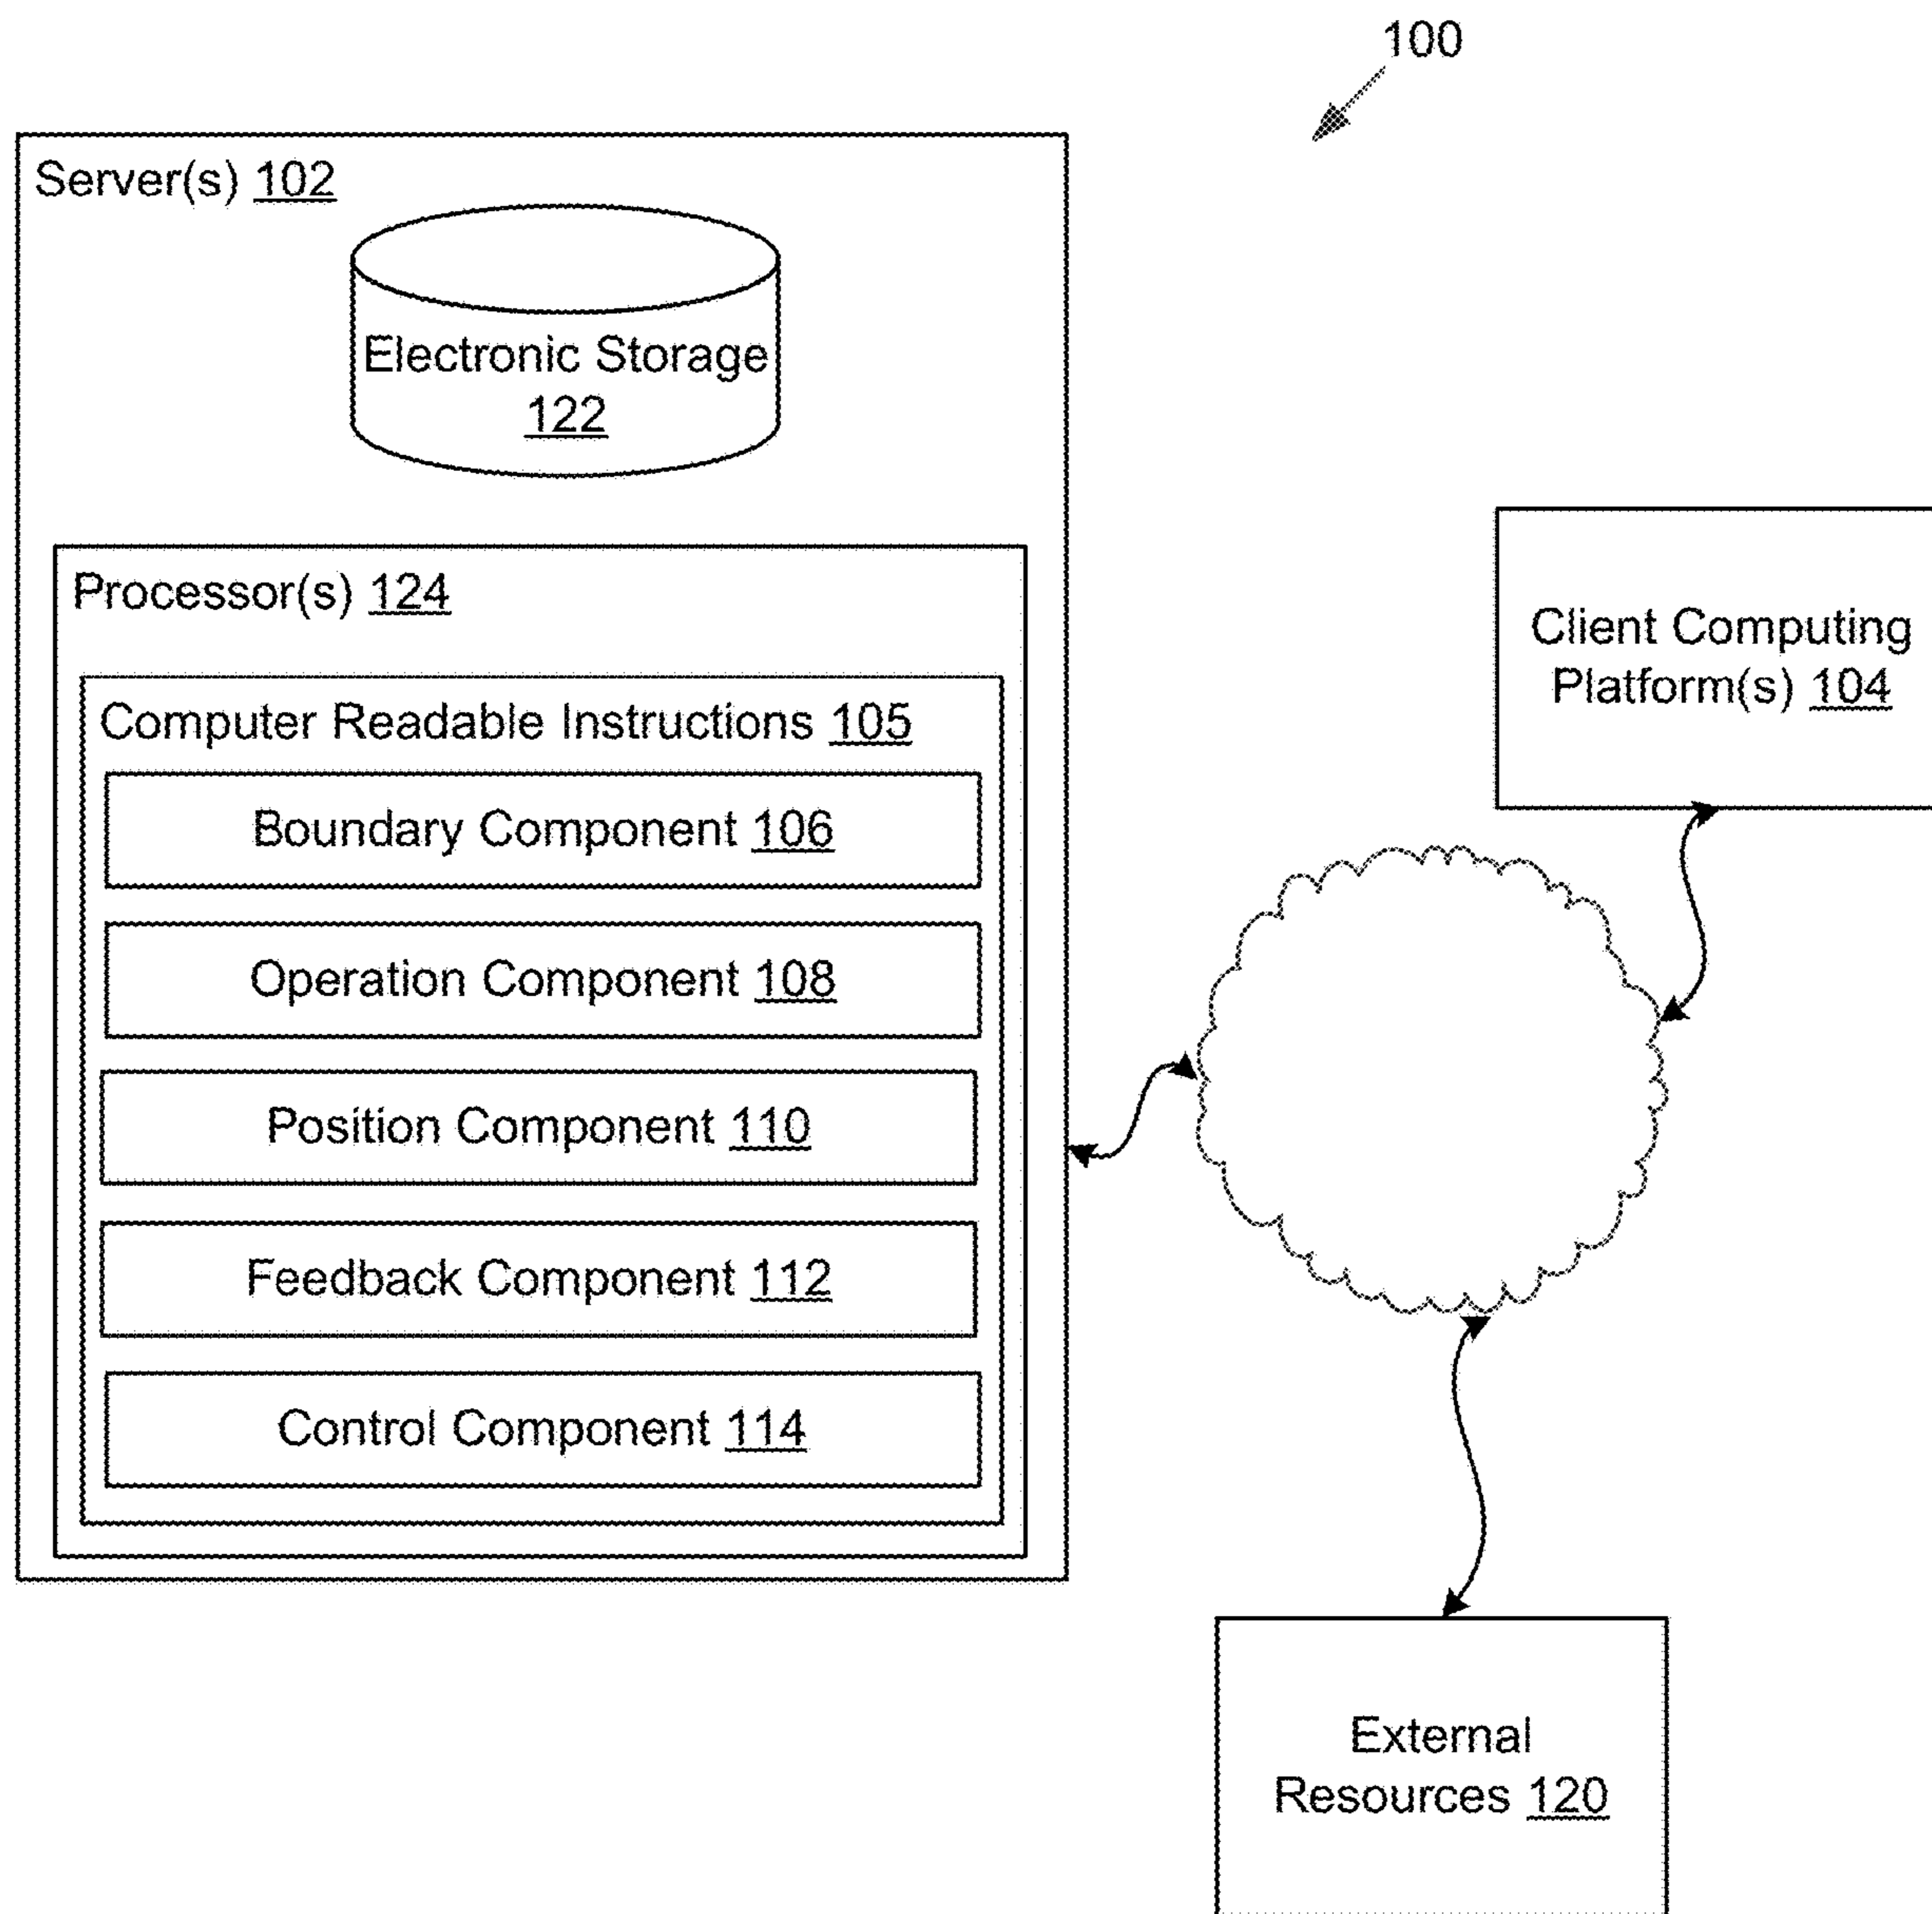 100
Server(s) 102
Electronic Storage
122
Processor(s) 124
Computer Readable Instructions 105
Boundary Component 106
Operation Component 108
Position Component 110
Feedback Component 112
Control Component 114
Client Computing
Platform(s) 104
External
Resources 120